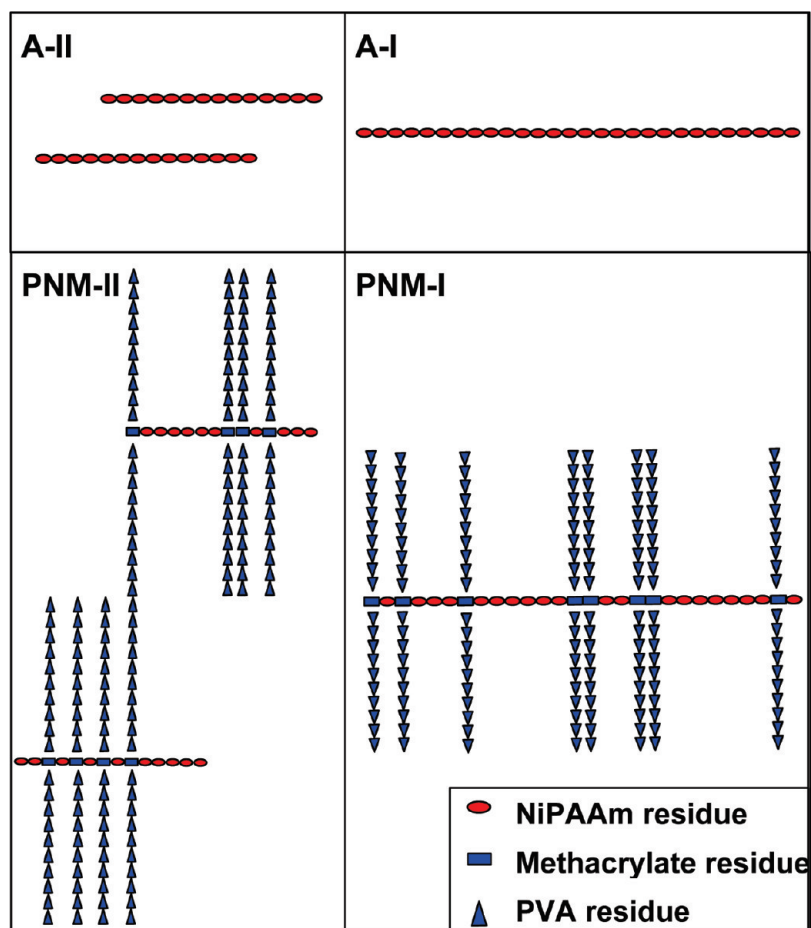 A-II
A-I
PNM-II
PNM-I
NiPAAm residue
Methacrylate residue
PVA residue